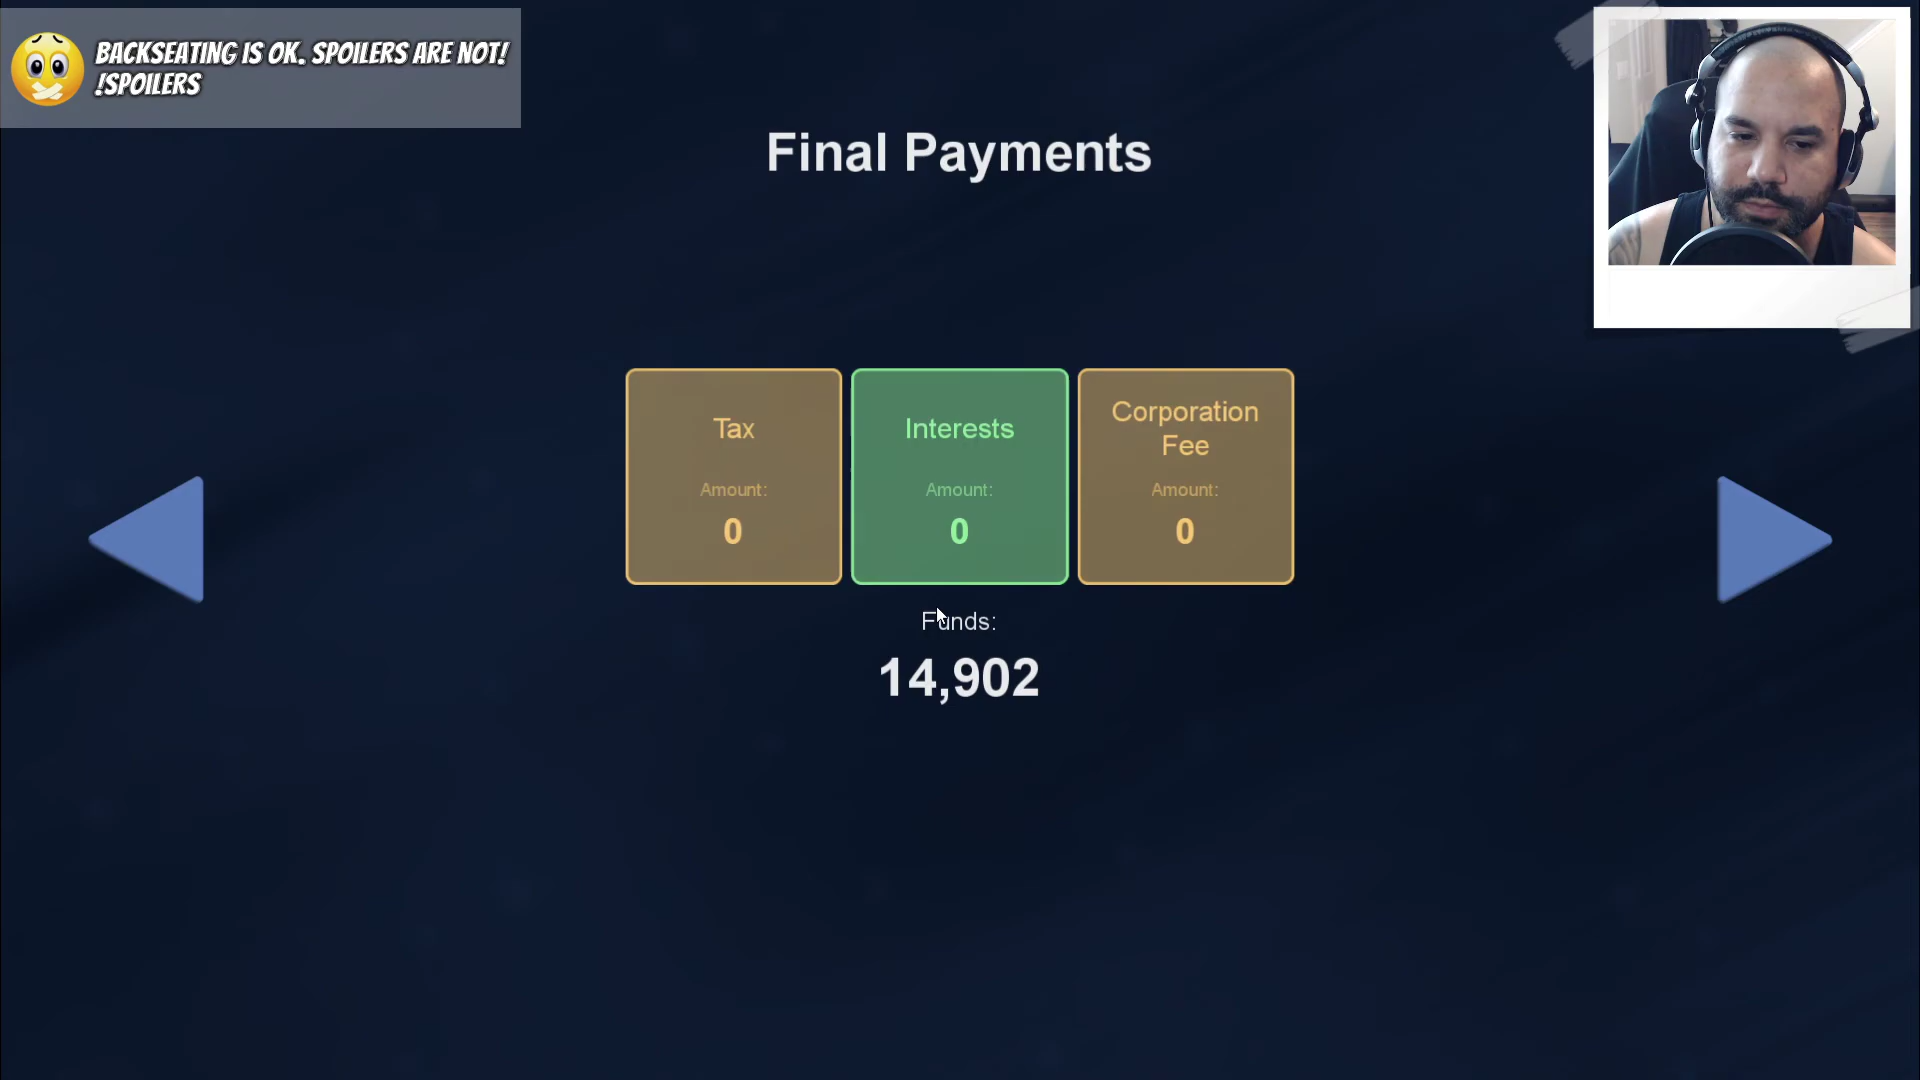 BACKSEATING IS OK. SPOILERS ARE NOT!
!SPOILERS
Final Payments
Tax
Amount:
0
Interests
Amount:
0
Corporation
Fee
Amount:
0
Funds:
14,902